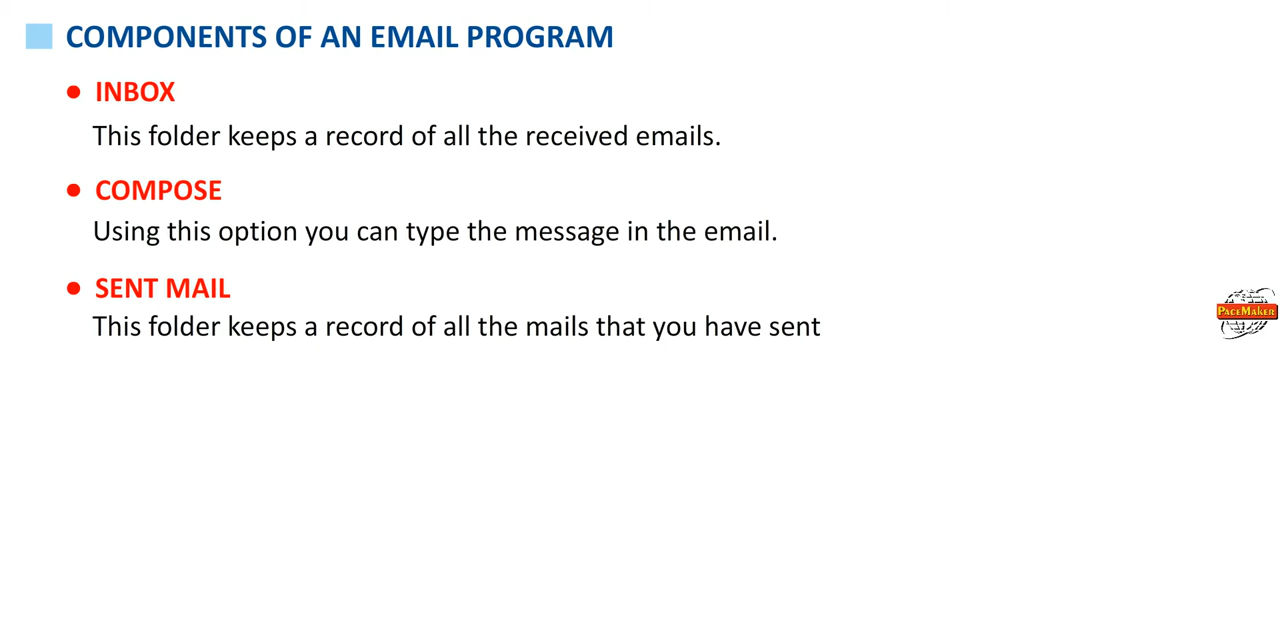 COMPONENTS OF AN EMAIL PROGRAM
INBOX
This folder keeps a record of all the received emails.
COMPOSE
Using this option you can type the message in the email.
SENT MAIL
This folder keeps a record of all the mails that you have sent
PACEMAKER